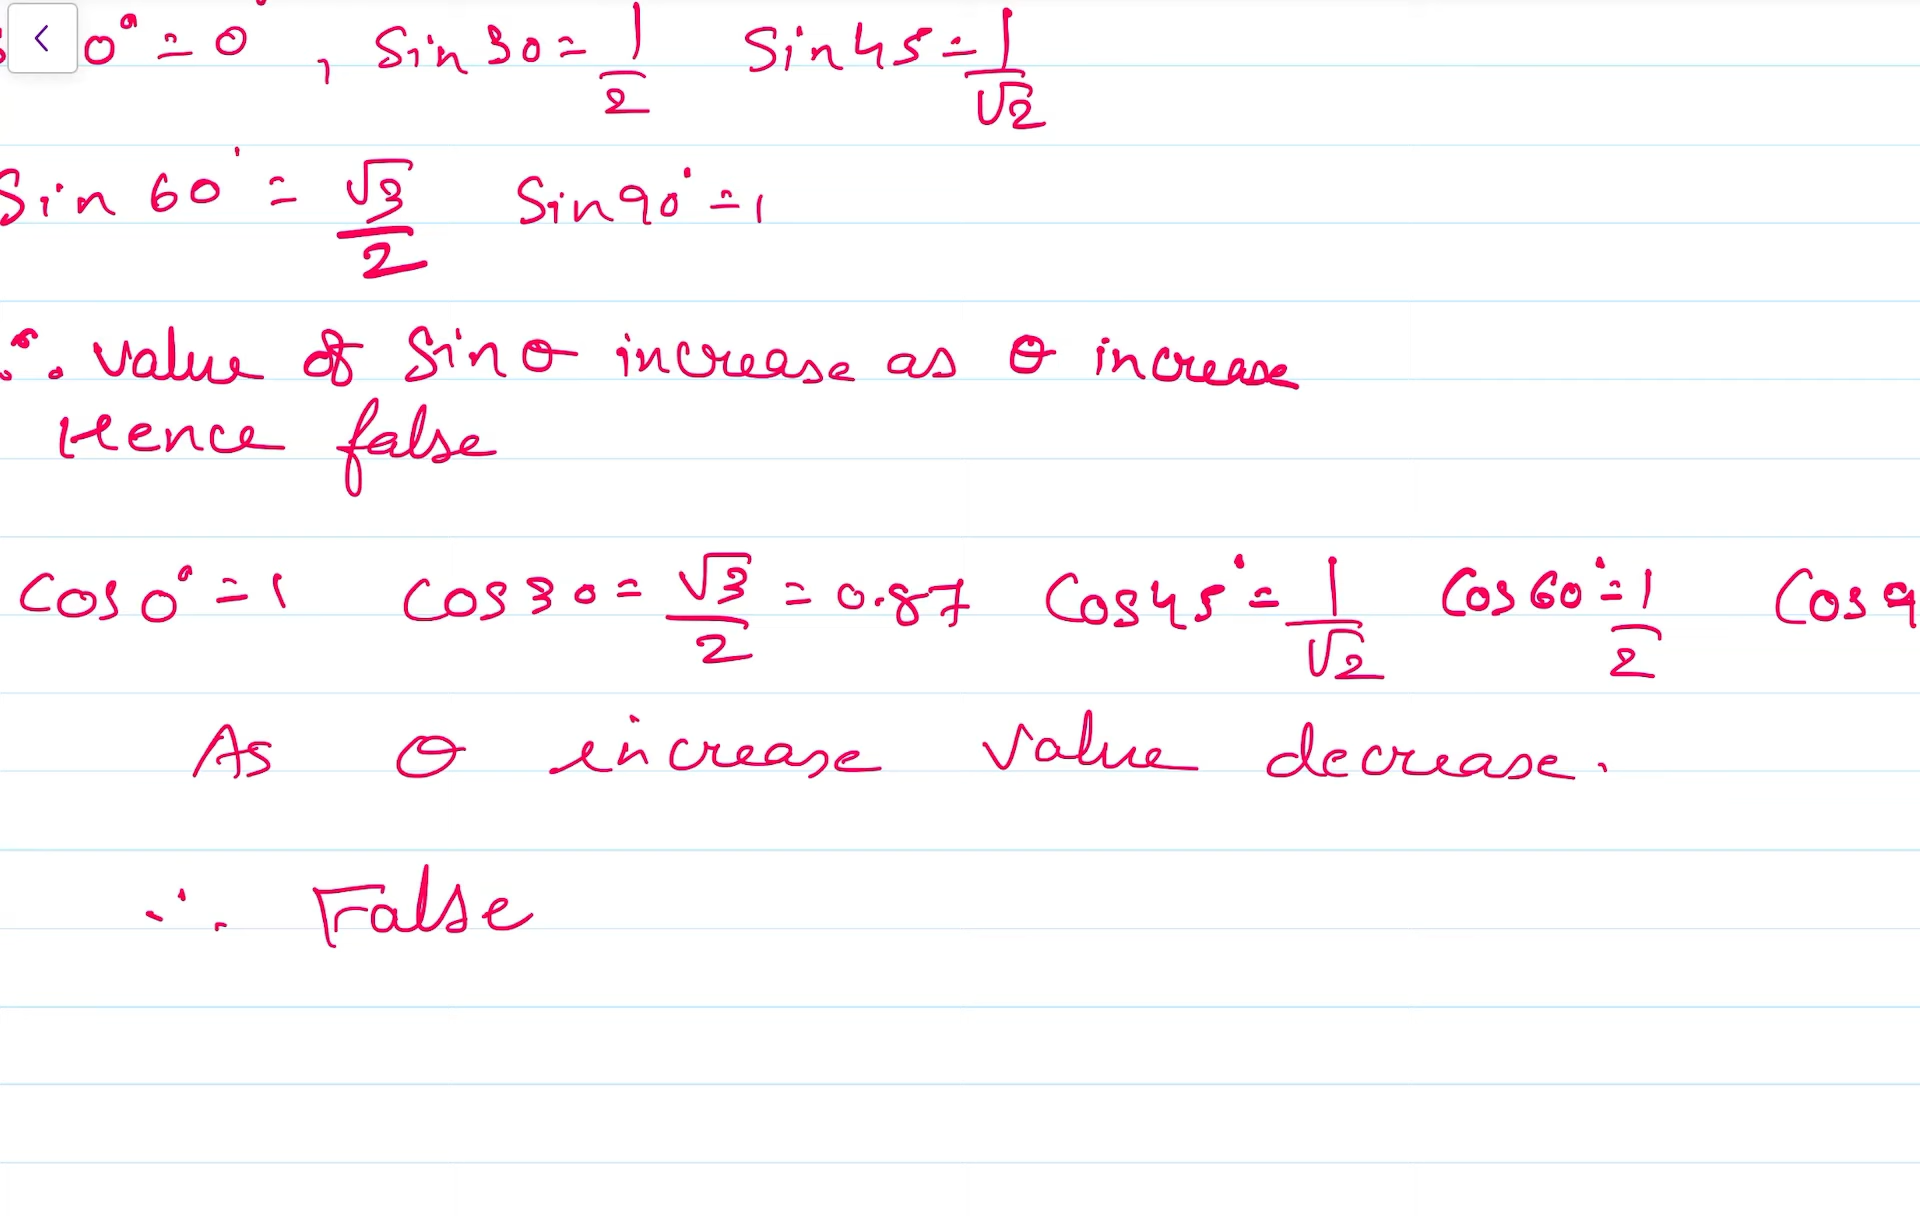 0° = 0 , Sin 30 = 1/2 Sin 45 = 1/√2
Sin 60° = √3/2 Sin 90° = 1
∴ value of Sin θ increase as θ increase
Hence false
Cos 0° = 1 Cos 30 = √3/2 = 0.87 Cos 45° = 1/√2 Cos 60° = 1/2 Cos 9
As θ increase value decrease.
∴ False